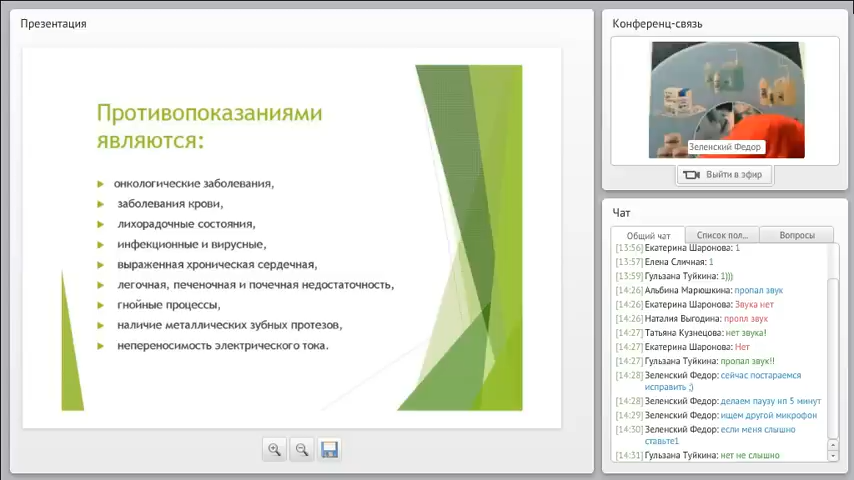 Презентация
Противопоказаниями
являются:
онкологические заболевания,
заболевания крови,
лихорадочные состояния,
инфекционные и вирусные,
выраженная хроническая сердечная,
легочная, печеночная и почечная недостаточность,
гнойные процессы,
наличие металлических зубных протезов,
непереносимость электрического тока.
Конференц-связь
Зеленский Федор
Выйти в эфир
Чат
Общий чат
Список пол...
Вопросы
[13:56] Екатерина Шаронова: 1
[13:57] Елена Сличная: 1
[13:59] Гульзана Туйкина: 1)))
[14:26] Альбина Марюшкина: пропал звук
[14:26] Екатерина Шаронова: Звука нет
[14:26] Наталия Выгодина: пропл звук
[14:27] Татьяна Кузнецова: нет звука!
[14:27] Екатерина Шаронова: Нет
[14:27] Гульзана Туйкина: пропал звук!!
[14:28] Зеленский Федор: сейчас постараемся
исправить ;)
[14:28] Зеленский Федор: делаем паузу нп 5 минут
[14:29] Зеленский Федор: ищем другой микрофон
[14:30] Зеленский Федор: если меня слышно
ставьте1
[14:31] Гульзана Туйкина: нет не слышно